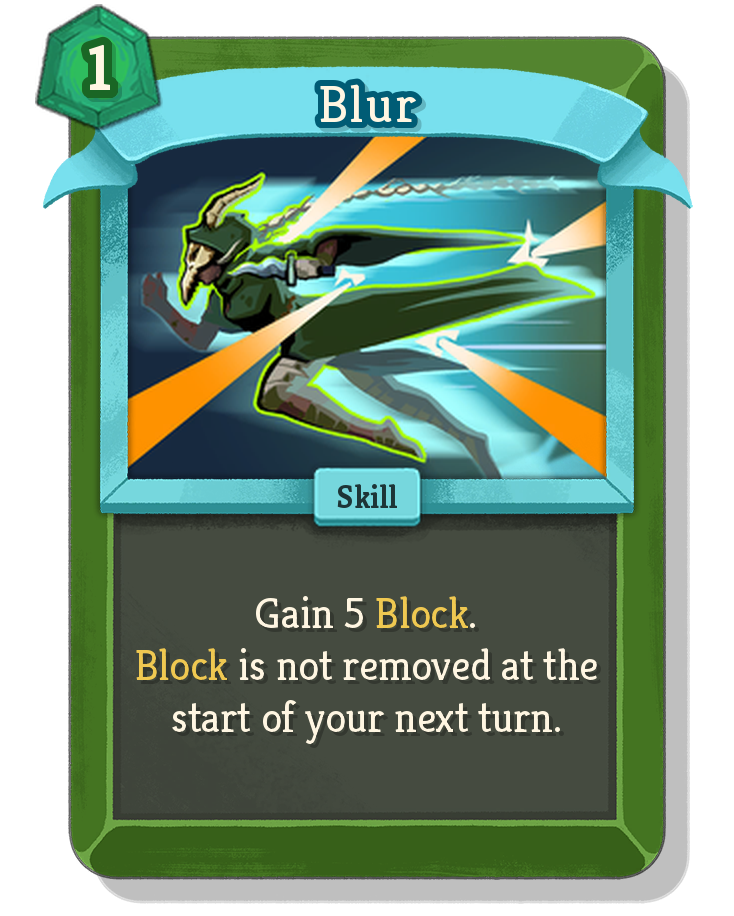 1
Blur
Skill
Gain 5 Block.
Block is not removed at the
start of your next turn.